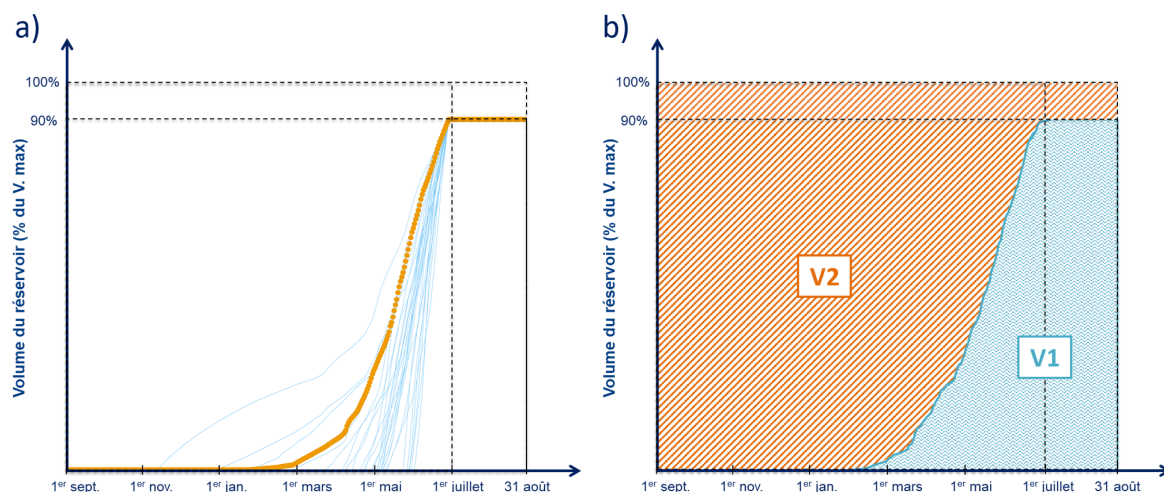 a)
Volume du réservoir (% du V. max)
100%
90%
1er sept.
1er nov.
1er jan.
1er mars
1er mai
1er juillet
31 août
b)
Volume du réservoir (% du V. max)
100%
90%
V2
V1
1er sept.
1er nov.
1er jan.
1er mars
1er mai
1er juillet
31 août